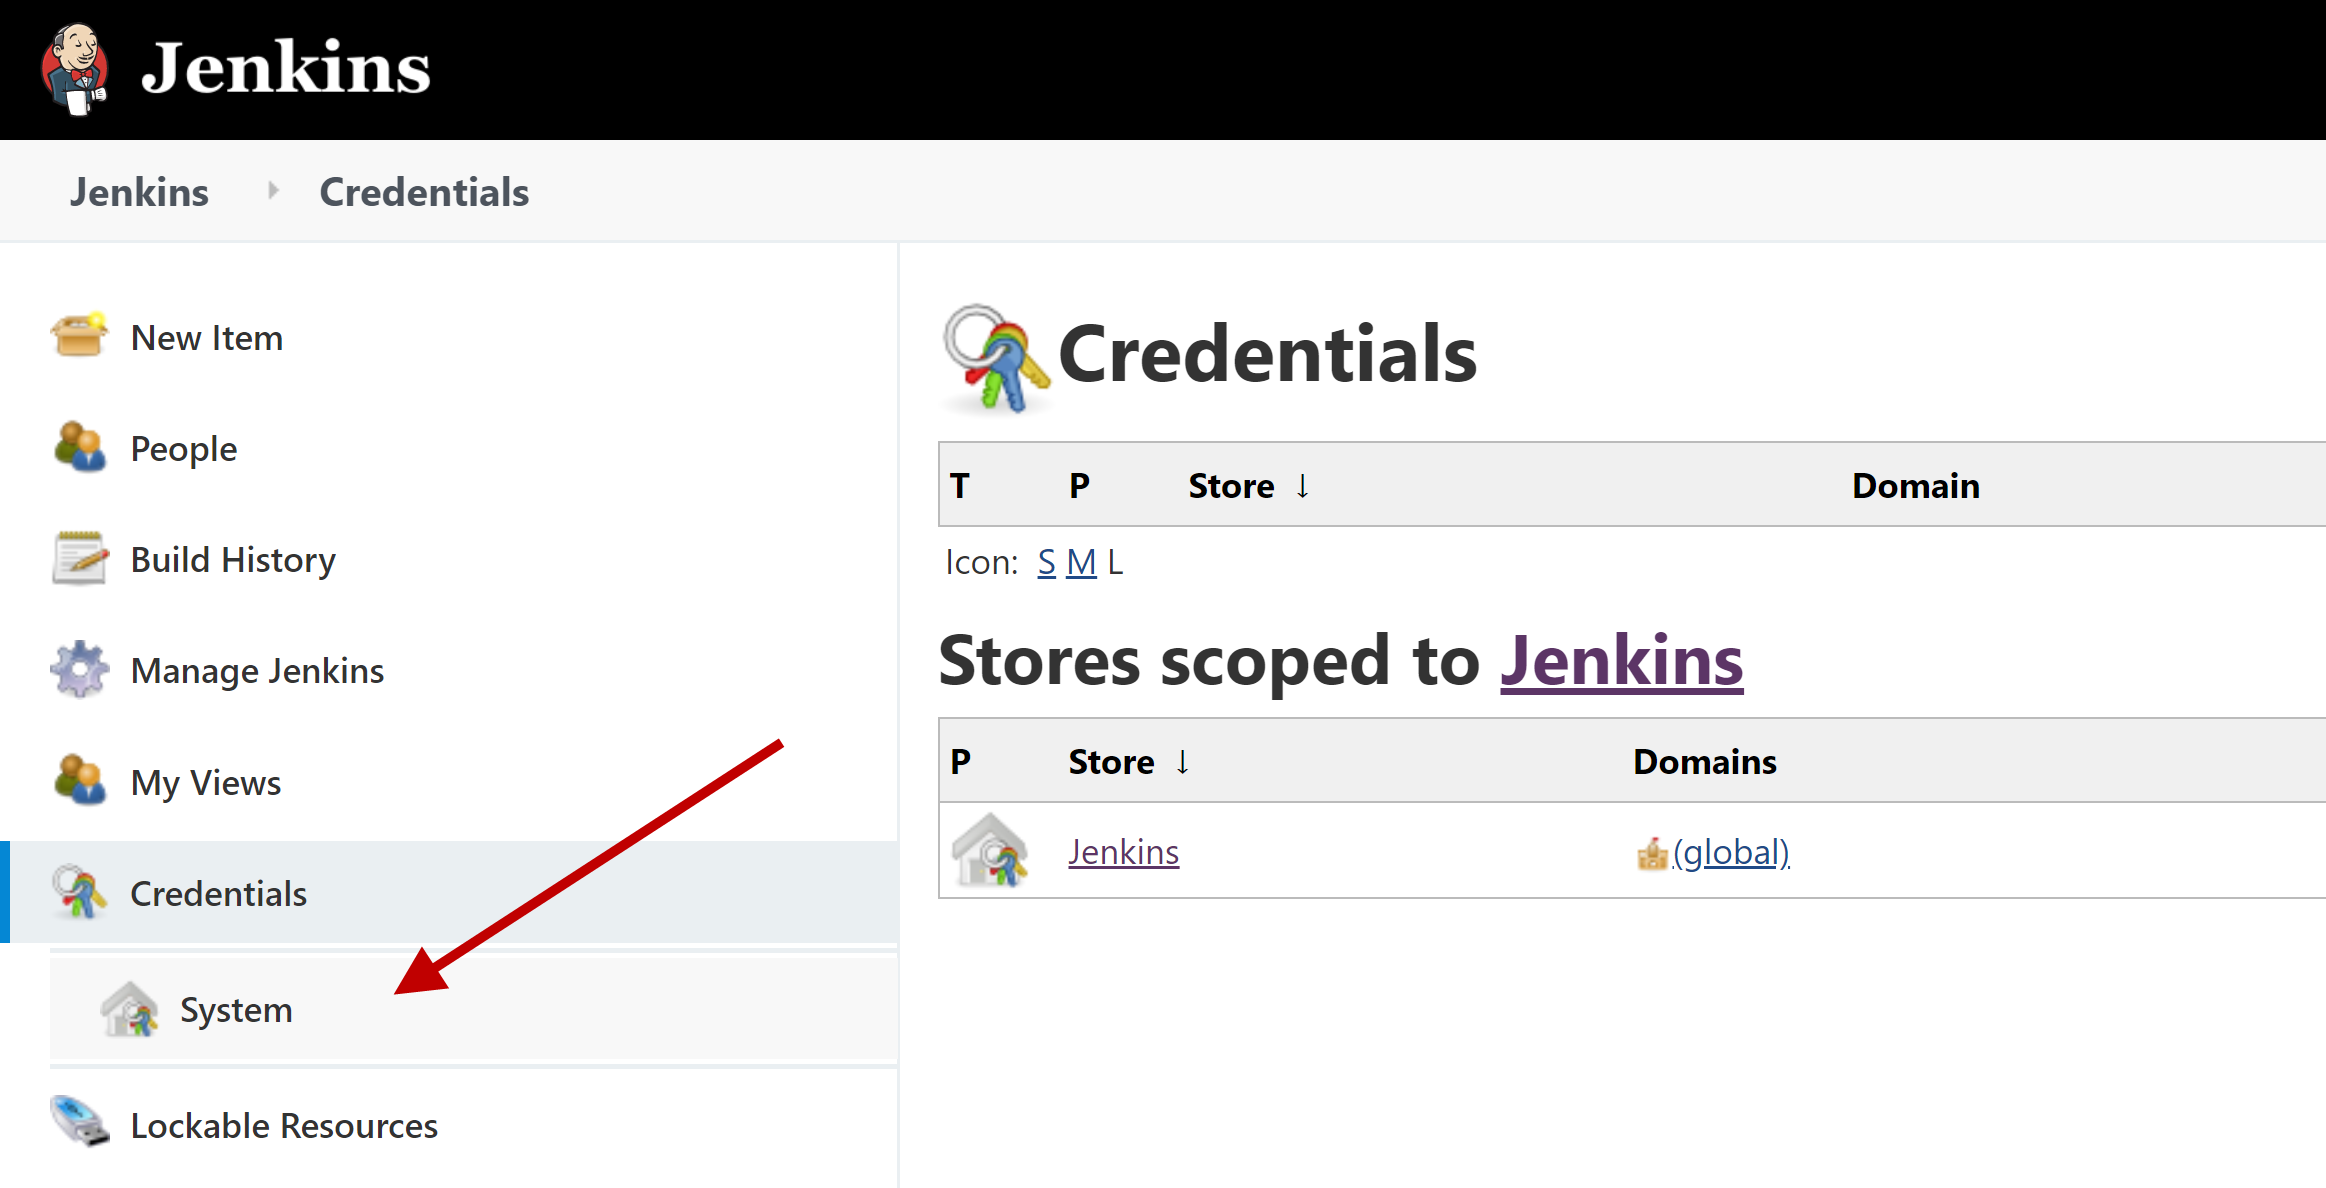 Jenkins
Jenkins Credentials
New Item
People
Build History
Manage Jenkins
My Views
Credentials
System
Lockable Resources
Credentials
T P Store ↓ Domain
Icon: S M L
Stores scoped to Jenkins
P Store ↓ Domains
Jenkins (global)